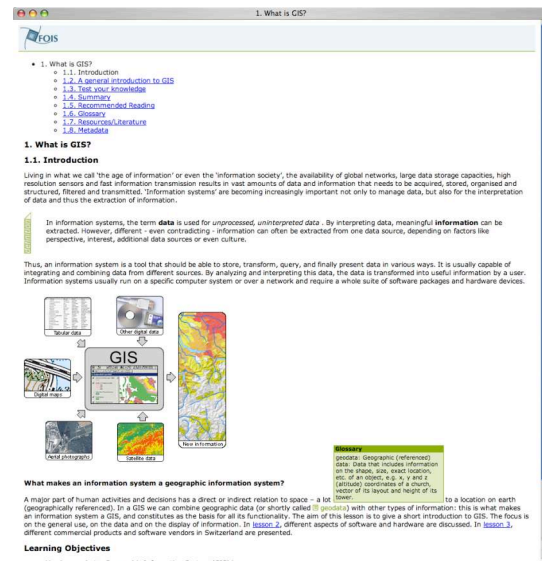 1. What is GIS?
FOIS
1. What is GIS?
1.1. Introduction
1.2. A general introduction to GIS
1.3. Test your knowledge
1.4. Summary
1.5. Recommended Reading
1.6. Glossary
1.7. Resources/Literature
1.8. Metadata
1. What is GIS?
1.1. Introduction
Living in what we call 'the age of information' or even the 'information society', the availability of global networks, large data storage capacities, high
resolution sensors and fast information transmission results in vast amounts of data and information that needs to be acquired, stored, organised and
structured, filtered and transmitted. 'Information systems' are becoming increasingly important not only to manage data, but also for the interpretation
of data and thus the extraction of information.
In information systems, the term data is used for unprocessed, uninterpreted data . By interpreting data, meaningful information can be
extracted. However, different - even contradicting - information can often be extracted from one data source, depending on factors like
perspective, interest, additional data sources or even culture.
Thus, an information system is a tool that should be able to store, transform, query, and finally present data in various ways. It is usually capable of
integrating and combining data from different sources. By analyzing and interpreting this data, the data is transformed into useful information by a user.
Information systems usually run on a specific computer system or over a network and require a whole suite of software packages and hardware devices.
Tabular data
Other digital data
GIS
Digital maps
New information
Aerial photographs
Satellite data
Glossary
geodata: Geographic (referenced)
data: Data that includes information
on the shape, size, exact location,
etc. of an object, e.g. x, y and z
(altitude) coordinates of a church,
vector of its layout and height of its
tower.
What makes an information system a geographic information system?
A major part of human activities and decisions has a direct or indirect relation to space – a lot to a location on earth
(geographically referenced). In a GIS we can combine geographic data (or shortly called geodata) with other types of information: this is what makes
an information system a GIS, and constitutes as the basis for all its functionality. The aim of this lesson is to give a short introduction to GIS. The focus is
on the general use, on the data and on the display of information. In lesson 2, different aspects of software and hardware are discussed. In lesson 3,
different commercial products and software vendors in Switzerland are presented.
Learning Objectives